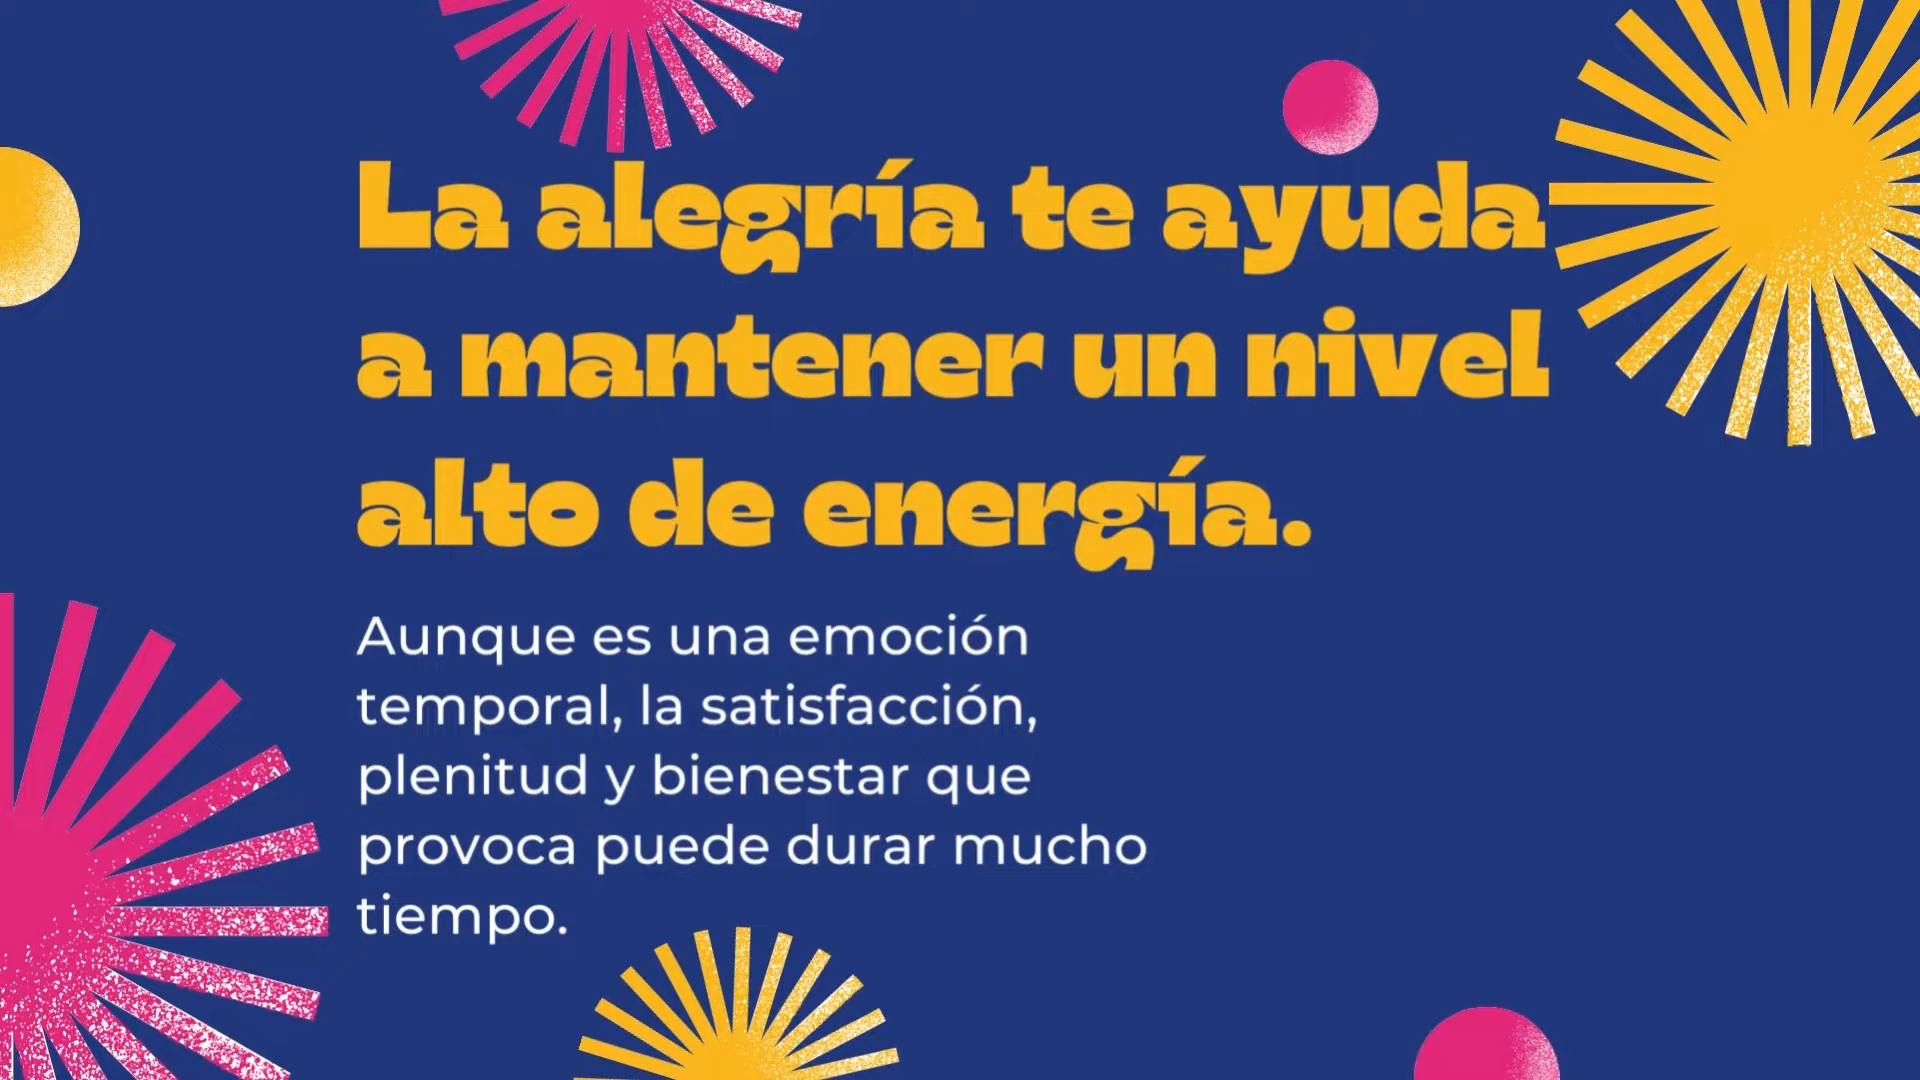 La alegría te ayuda
a mantener un nivel
alto de energía.
Aunque es una emoción
temporal, la satisfacción,
plenitud y bienestar que
provoca puede durar mucho
tiempo.